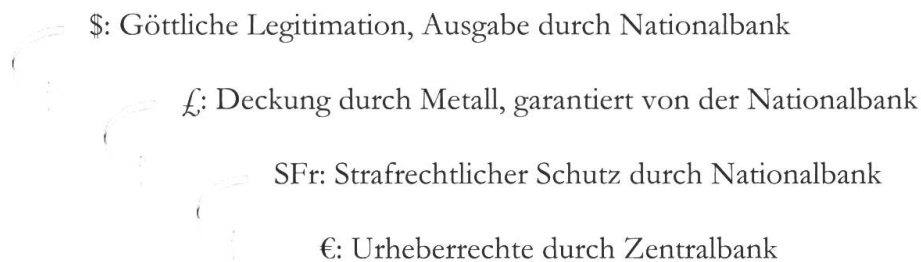 $: Göttliche Legitimation, Ausgabe durch Nationalbank
£: Deckung durch Metall, garantiert von der Nationalbank
SFr: Strafrechtlicher Schutz durch Nationalbank
€: Urheberrechte durch Zentralbank